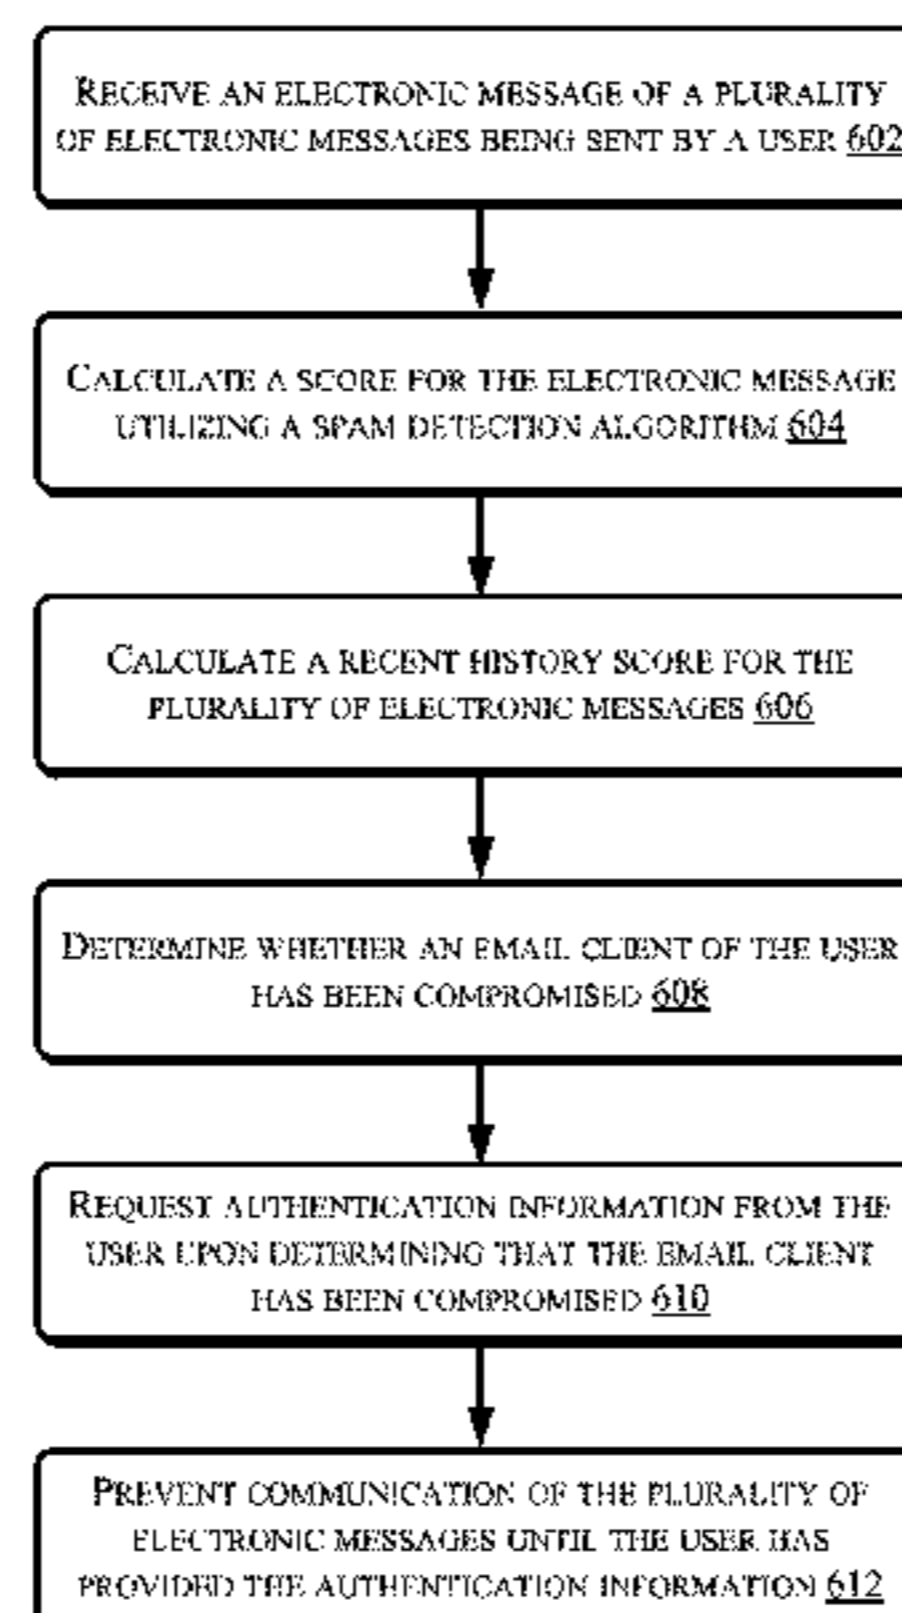 RECEIVE AN ELECTRONIC MESSAGE OF A PLURALITY
OF ELECTRONIC MESSAGES BEING SENT BY A USER 602
CALCULATE A SCORE FOR THE ELECTRONIC MESSAGE
UTILIZING A SPAM DETECTION ALGORITHM 604
CALCULATE A RECENT HISTORY SCORE FOR THE
PLURALITY OF ELECTRONIC MESSAGES 606
DETERMINE WHETHER AN EMAIL CLIENT OF THE USER
HAS BEEN COMPROMISED 608
REQUEST AUTHENTICATION INFORMATION FROM THE
USER UPON DETERMINING THAT THE EMAIL CLIENT
HAS BEEN COMPROMISED 610
PREVENT COMMUNICATION OF THE PLURALITY OF
ELECTRONIC MESSAGES UNTIL THE USER HAS
PROVIDED THE AUTHENTICATION INFORMATION 612